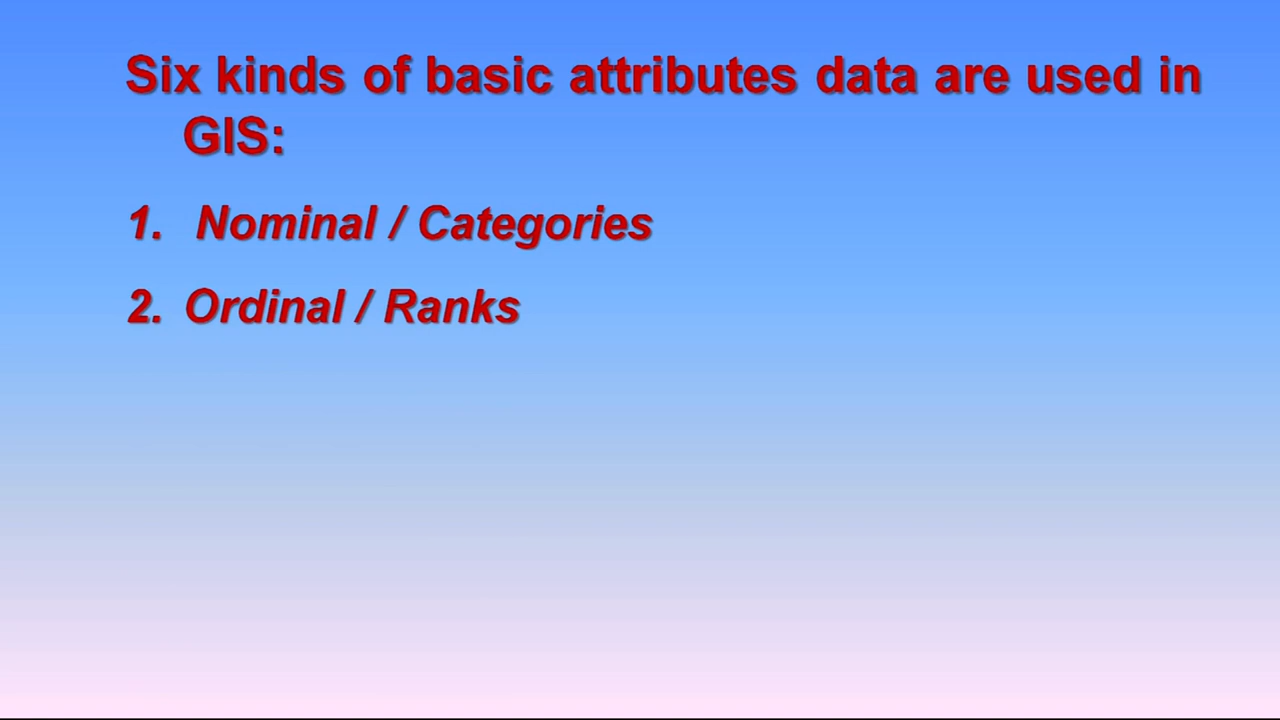 Six kinds of basic attributes data are used in
GIS:
1. Nominal / Categories
2. Ordinal / Ranks